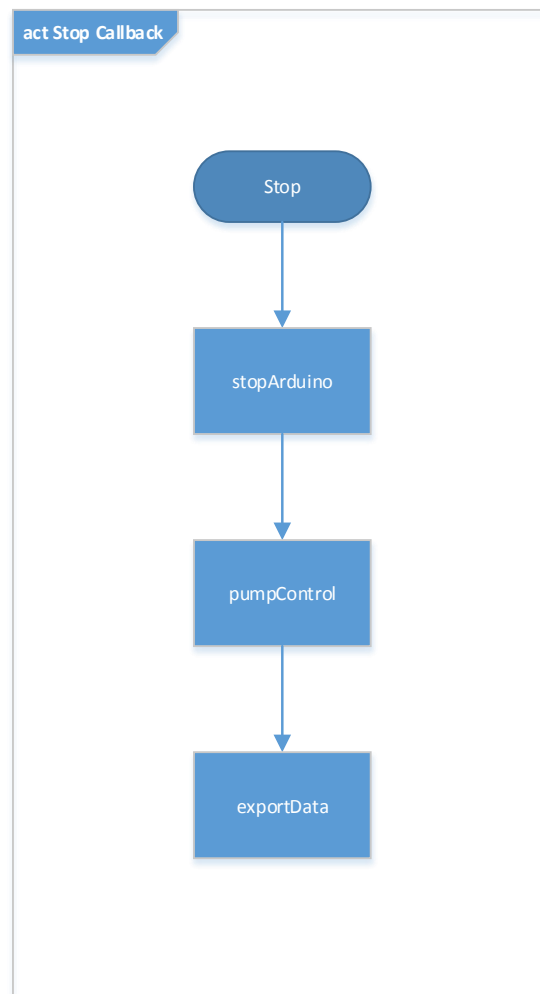 act Stop Callback
Stop
stopArduino
pumpControl
exportData